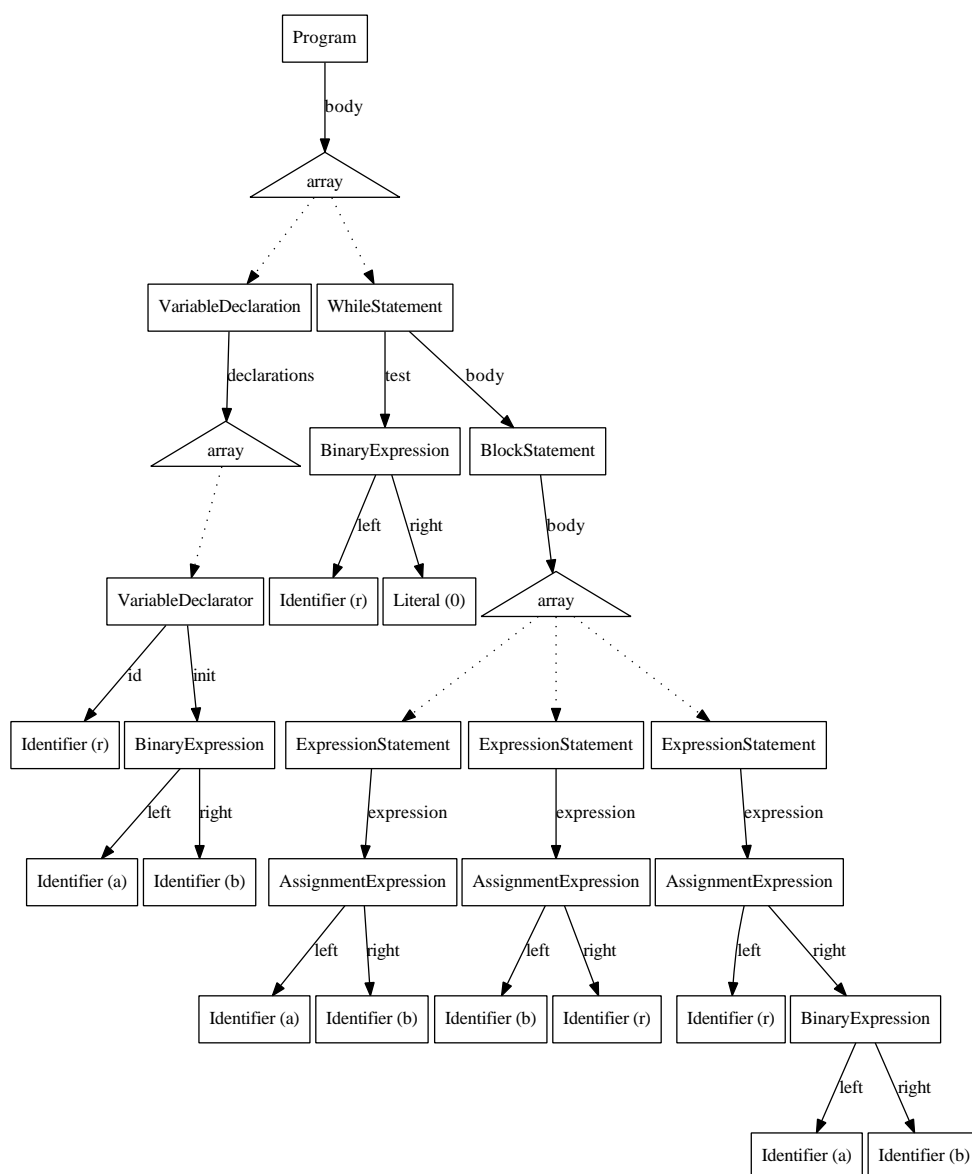 Program
body
array
VariableDeclaration
WhileStatement
declarations
test
body
array
BinaryExpression
BlockStatement
left
right
body
VariableDeclarator
Identifier (r)
Literal (0)
array
id
init
Identifier (r)
BinaryExpression
ExpressionStatement
ExpressionStatement
ExpressionStatement
left
right
expression
expression
expression
Identifier (a)
Identifier (b)
AssignmentExpression
AssignmentExpression
AssignmentExpression
left
right
left
right
left
right
Identifier (a)
Identifier (b)
Identifier (b)
Identifier (r)
Identifier (r)
BinaryExpression
left
right
Identifier (a)
Identifier (b)